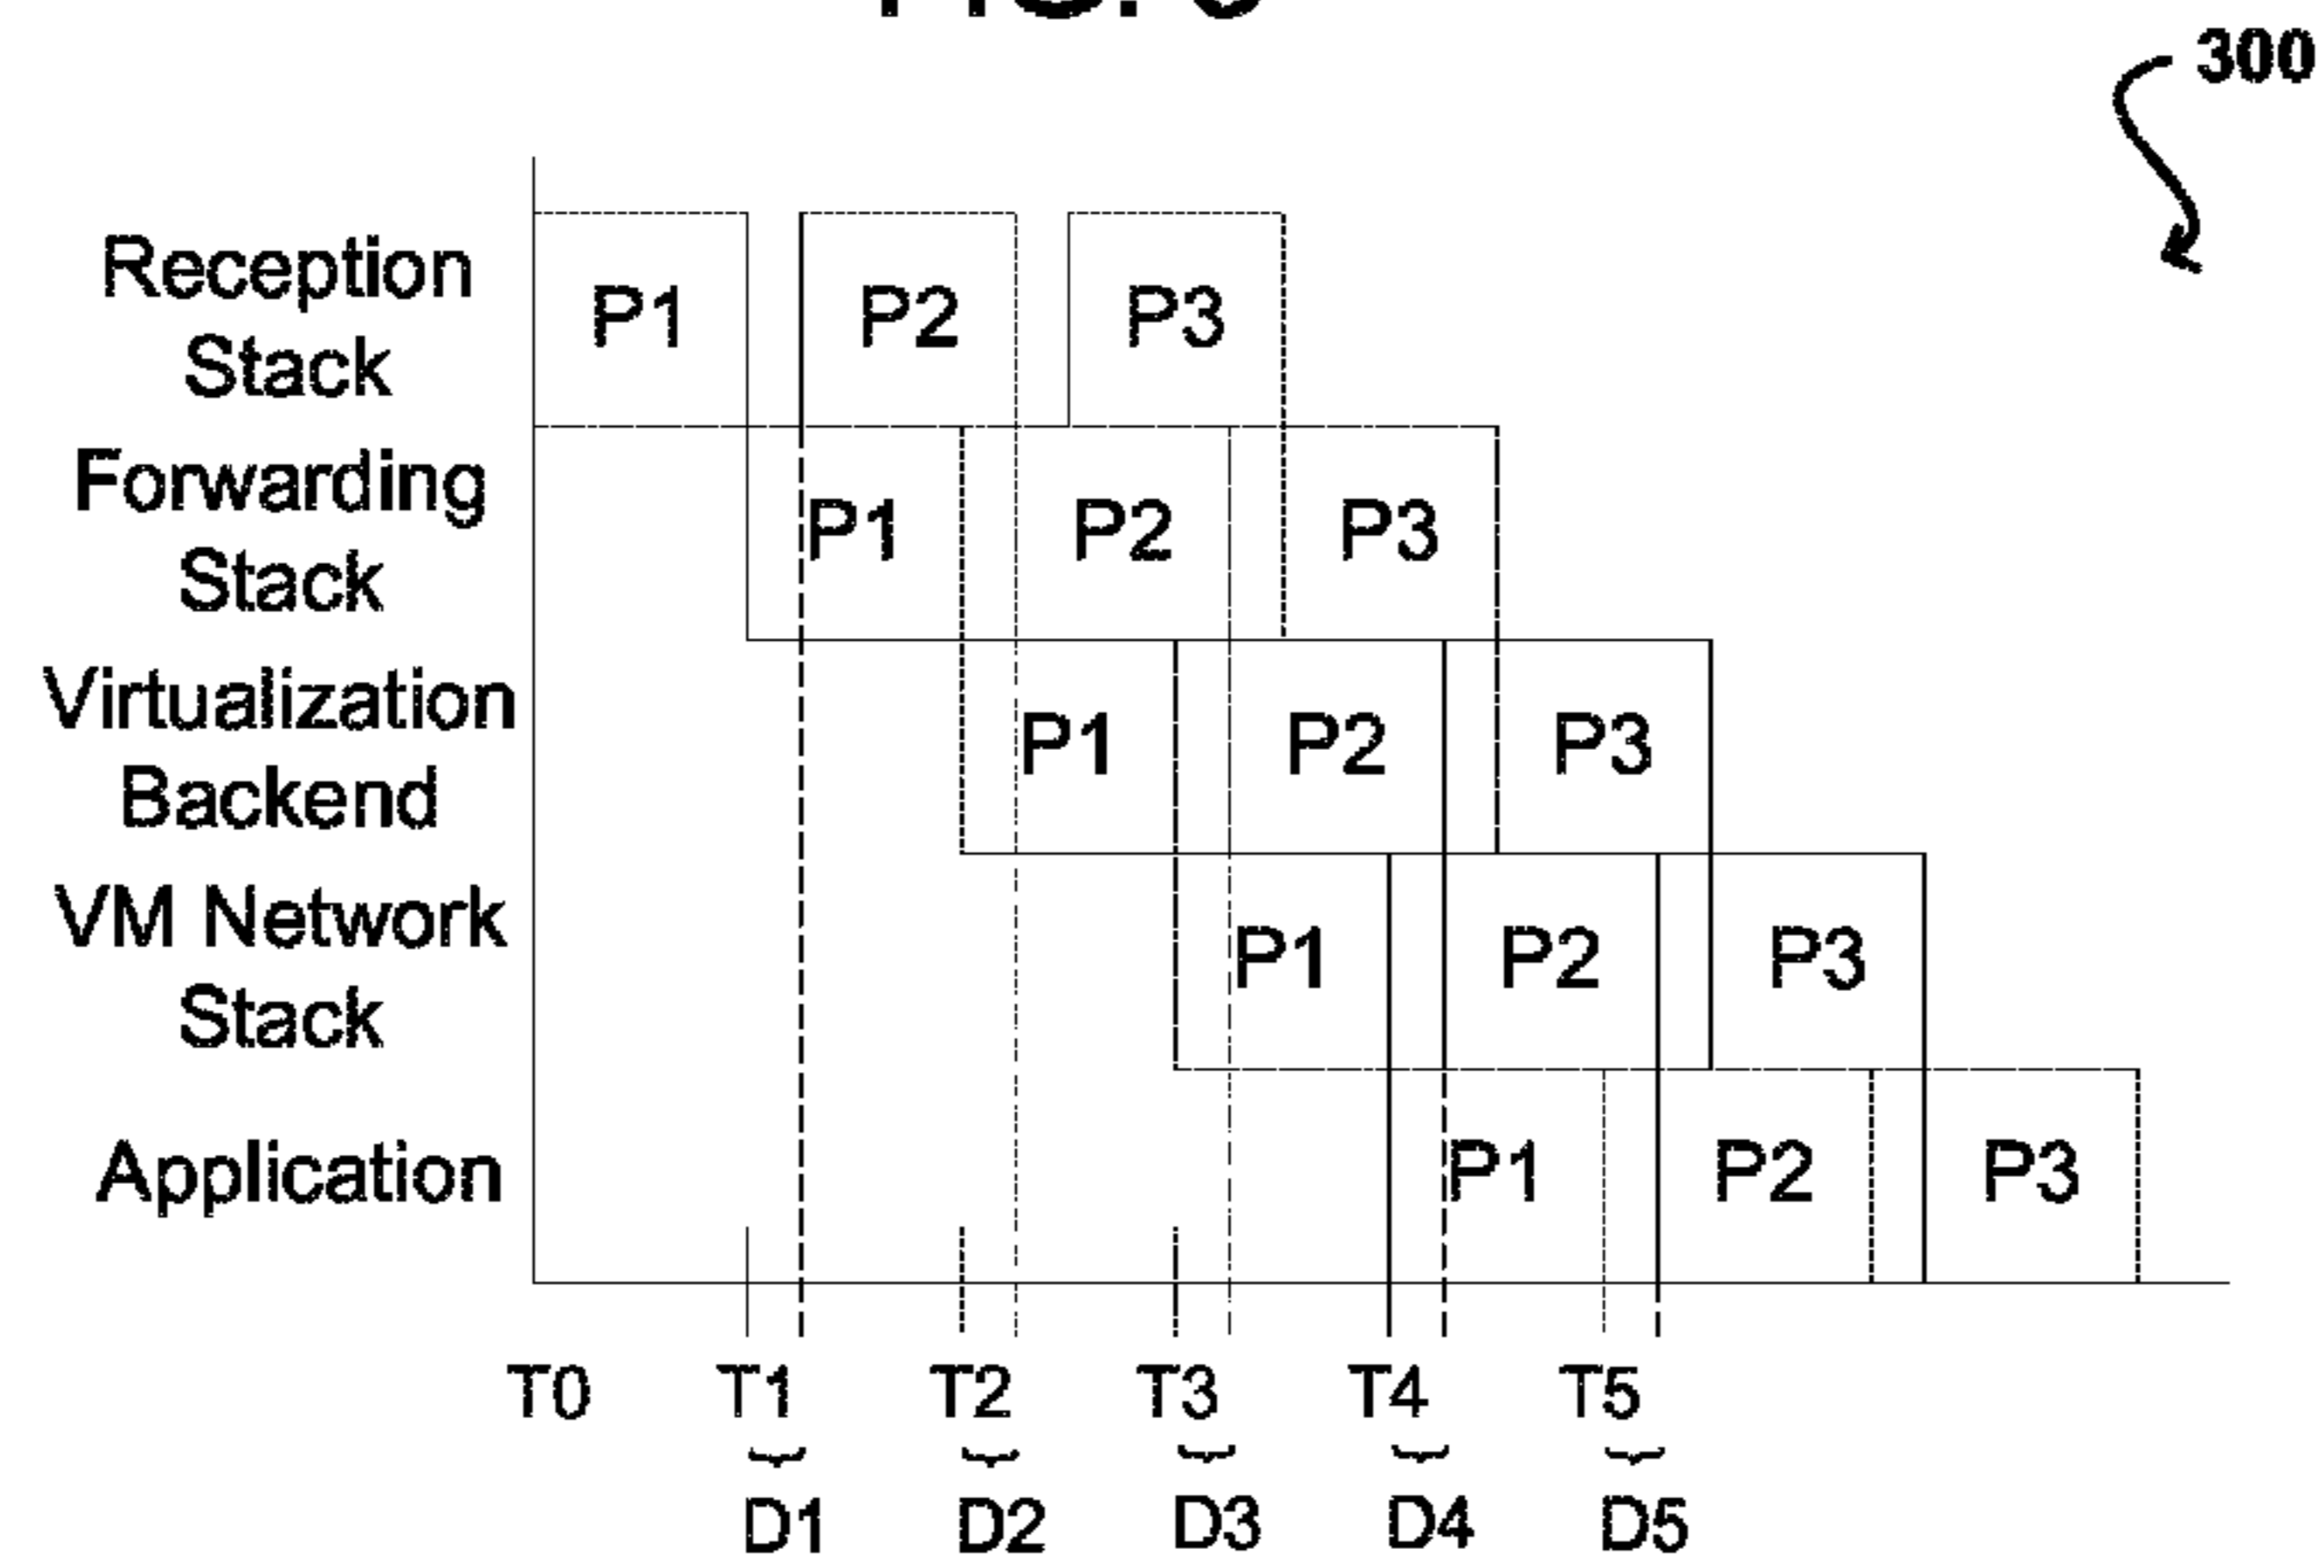 300
Reception
Stack
P1 P2 P3
Forwarding
Stack
P1 P2 P3
Virtualization
Backend
P1 P2 P3
VM Network
Stack
P1 P2 P3
Application
P1 P2 P3
T0 T1 T2 T3 T4 T5
D1 D2 D3 D4 D5